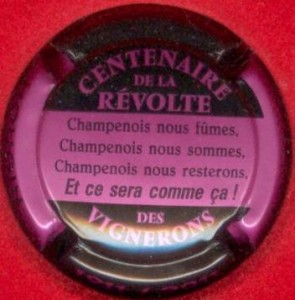 CENTENAIRE
DE LA
RÉVOLTE
Champenois nous fûmes,
Champenois nous sommes,
Champenois nous resterons,
Et ce sera comme ça !
DES
VIGNERONS